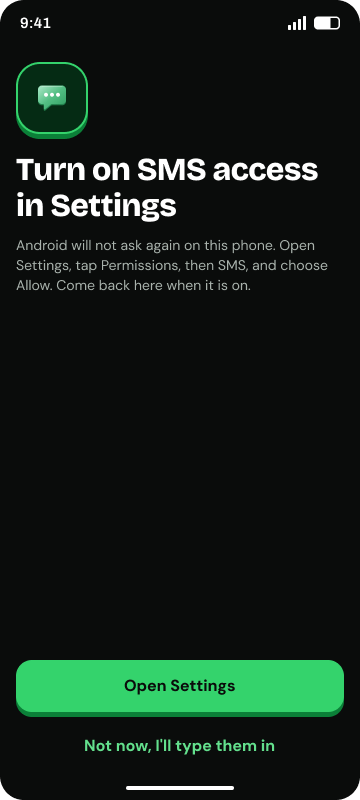 9:41
Turn on SMS access
in Settings
Android will not ask again on this phone. Open
Settings, tap Permissions, then SMS, and choose
Allow. Come back here when it is on.
Open Settings
Not now, I'll type them in